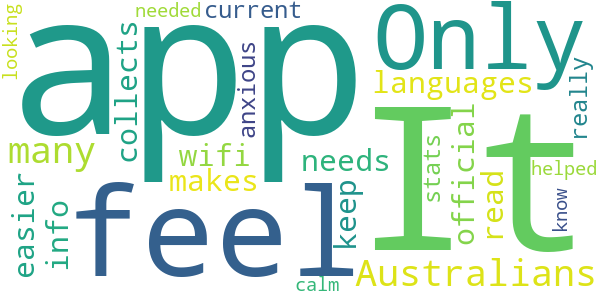 looking
needed
current
app
Only
collects
anxious
languages
really
many
wifi
needs
It
stats
official
helped
makes
read
know
easier
info
feel
keep
Australians
calm